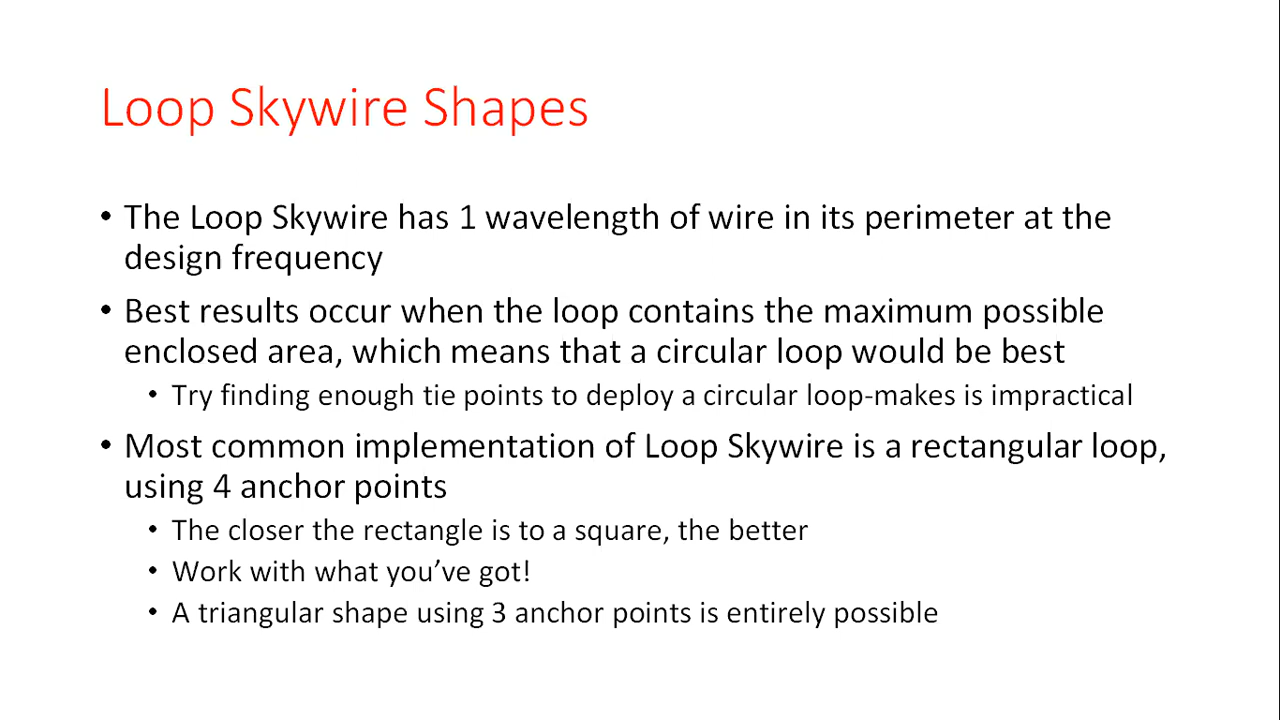 Loop Skywire Shapes
• The Loop Skywire has 1 wavelength of wire in its perimeter at the
design frequency
• Best results occur when the loop contains the maximum possible
enclosed area, which means that a circular loop would be best
• Try finding enough tie points to deploy a circular loop-makes is impractical
• Most common implementation of Loop Skywire is a rectangular loop,
using 4 anchor points
• The closer the rectangle is to a square, the better
• Work with what you’ve got!
• A triangular shape using 3 anchor points is entirely possible